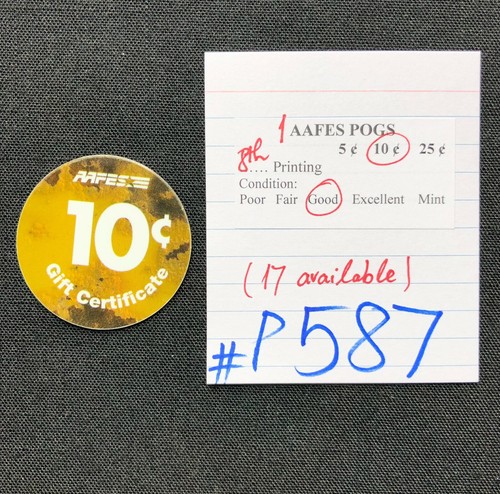 AAFES
10¢
Gift Certificate
1 AAFES POGS
5 ¢ 10 ¢ 25 ¢
8th.... Printing
Condition:
Poor Fair Good Excellent Mint
(17 available)
#P587